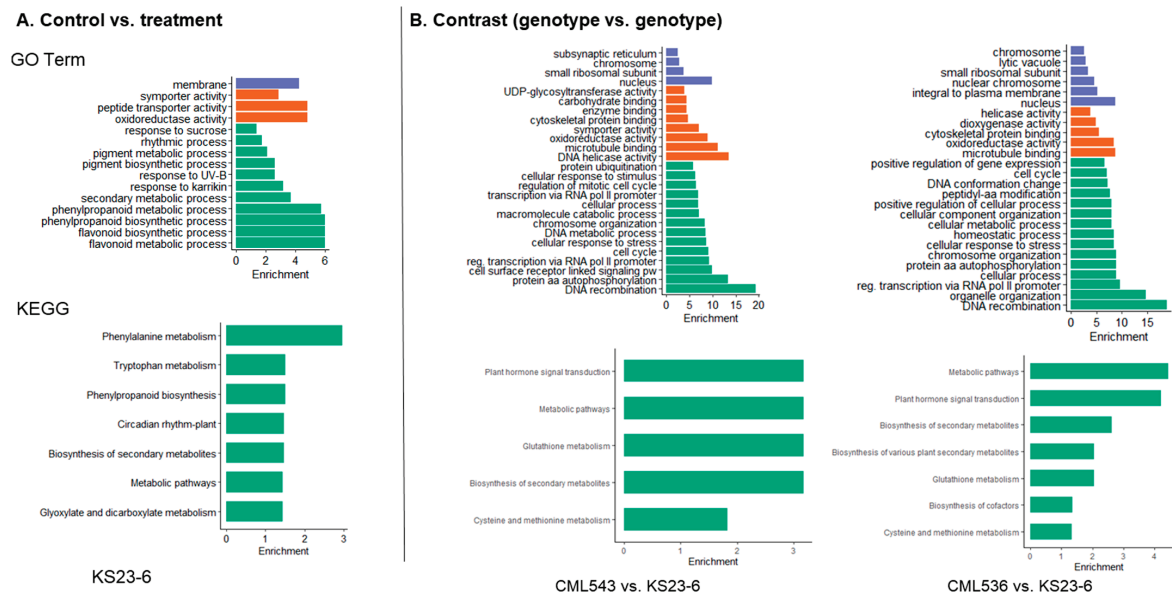 A. Control vs. treatment
GO Term
membrane
symporter activity
peptide transporter activity
oxidoreductase activity
response to sucrose
rhythmic process
pigment metabolic process
pigment biosynthetic process
response to UV-B
response to karrikin
secondary metabolic process
phenylpropanoid metabolic process
phenylpropanoid biosynthetic process
flavonoid biosynthetic process
flavonoid metabolic process
0 2 4 6
Enrichment
KEGG
Phenylalanine metabolism
Tryptophan metabolism
Phenylpropanoid biosynthesis
Circadian rhythm-plant
Biosynthesis of secondary metabolites
Metabolic pathways
Glyoxylate and dicarboxylate metabolism
0 1 2 3
Enrichment
KS23-6
B. Contrast (genotype vs. genotype)
subsynaptic reticulum
chromosome
small ribosomal subunit
nucleus
UDP-glycosyltransferase activity
carbohydrate binding
enzyme binding
cytoskeletal protein binding
symporter activity
oxidoreductase activity
microtubule binding
DNA helicase activity
protein ubiquitination
cellular response to stimulus
regulation of mitotic cell cycle
transcription via RNA pol II promoter
cellular process
macromolecule catabolic process
chromosome organization
DNA metabolic process
cellular response to stress
cell cycle
reg. transcription via RNA pol II promoter
cell surface receptor linked signaling pw
protein aa autophosphorylation
DNA recombination
0 5 10 15 20
Enrichment
chromosome
lytic vacuole
small ribosomal subunit
nuclear chromosome
integral to plasma membrane
nucleus
helicase activity
dioxygenase activity
cytoskeletal protein binding
oxidoreductase activity
microtubule binding
positive regulation of gene expression
cell cycle
DNA conformation change
peptidyl-aa modification
positive regulation of cellular process
cellular component organization
cellular metabolic process
homeostatic process
cellular response to stress
chromosome organization
protein aa autophosphorylation
cellular process
reg. transcription via RNA pol II promoter
organelle organization
DNA recombination
0 5 10 15
Enrichment
Plant hormone signal transduction
Metabolic pathways
Glutathione metabolism
Biosynthesis of secondary metabolites
Cysteine and methionine metabolism
0 1 2 3
Enrichment
CML543 vs. KS23-6
Metabolic pathways
Plant hormone signal transduction
Biosynthesis of secondary metabolites
Biosynthesis of various plant secondary metabolites
Glutathione metabolism
Biosynthesis of cofactors
Cysteine and methionine metabolism
0 1 2 3 4
Enrichment
CML536 vs. KS23-6